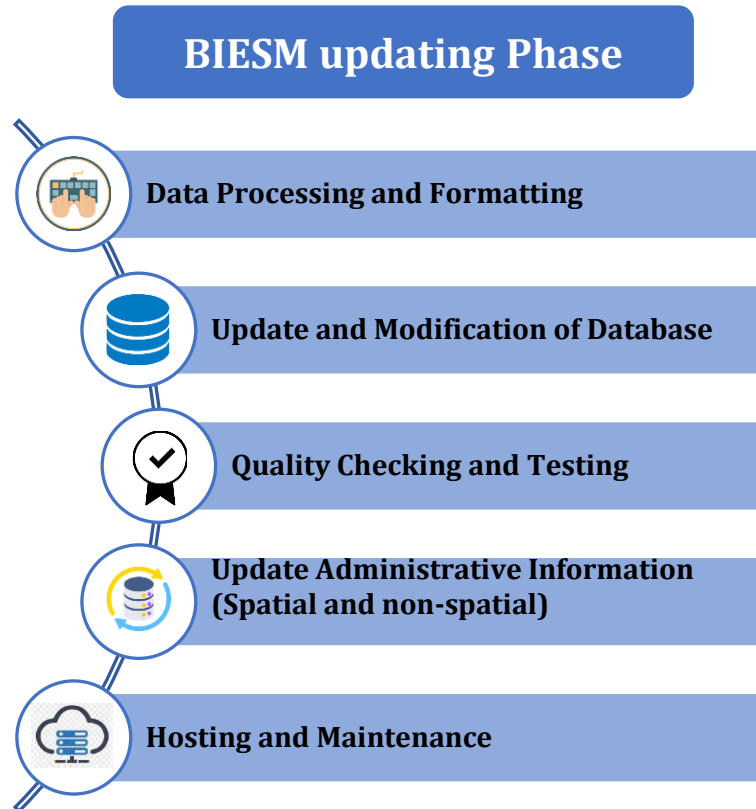 BIESM updating Phase
Data Processing and Formatting
Update and Modification of Database
Quality Checking and Testing
Update Administrative Information
(Spatial and non-spatial)
Hosting and Maintenance